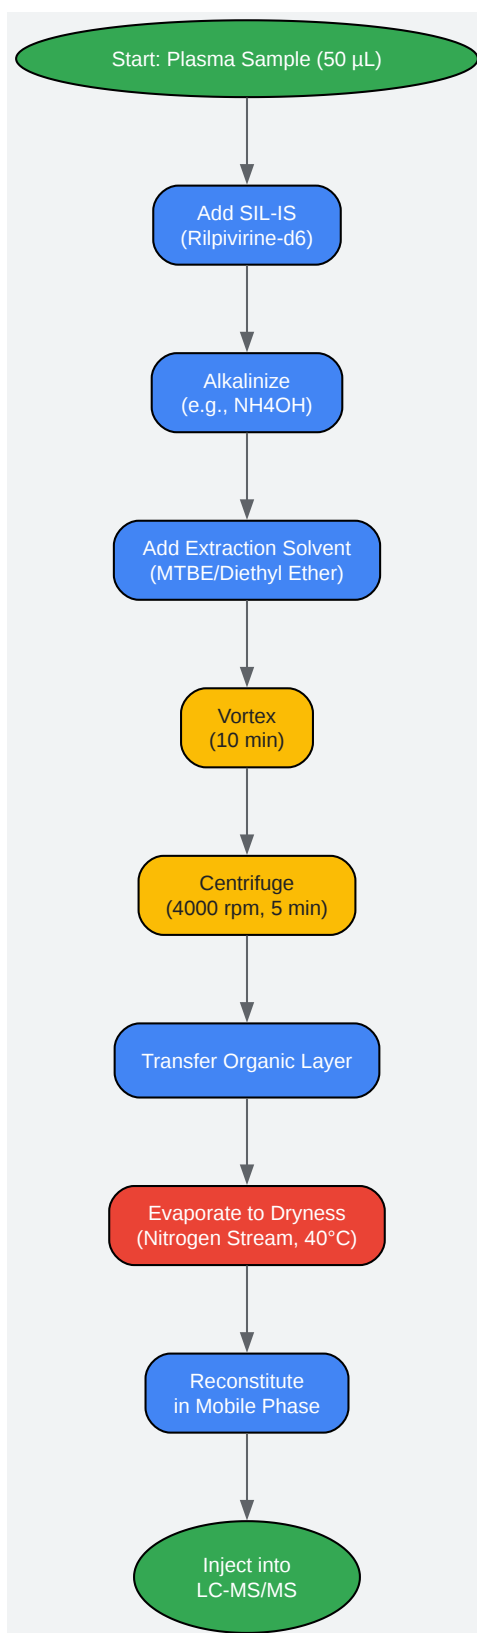 Start: Plasma Sample (50 µL)
Add SIL-IS
(Rilpivirine-d6)
Alkalinize
(e.g., NH4OH)
Add Extraction Solvent
(MTBE/Diethyl Ether)
Vortex
(10 min)
Centrifuge
(4000 rpm, 5 min)
Transfer Organic Layer
Evaporate to Dryness
(Nitrogen Stream, 40°C)
Reconstitute
in Mobile Phase
Inject into
LC-MS/MS